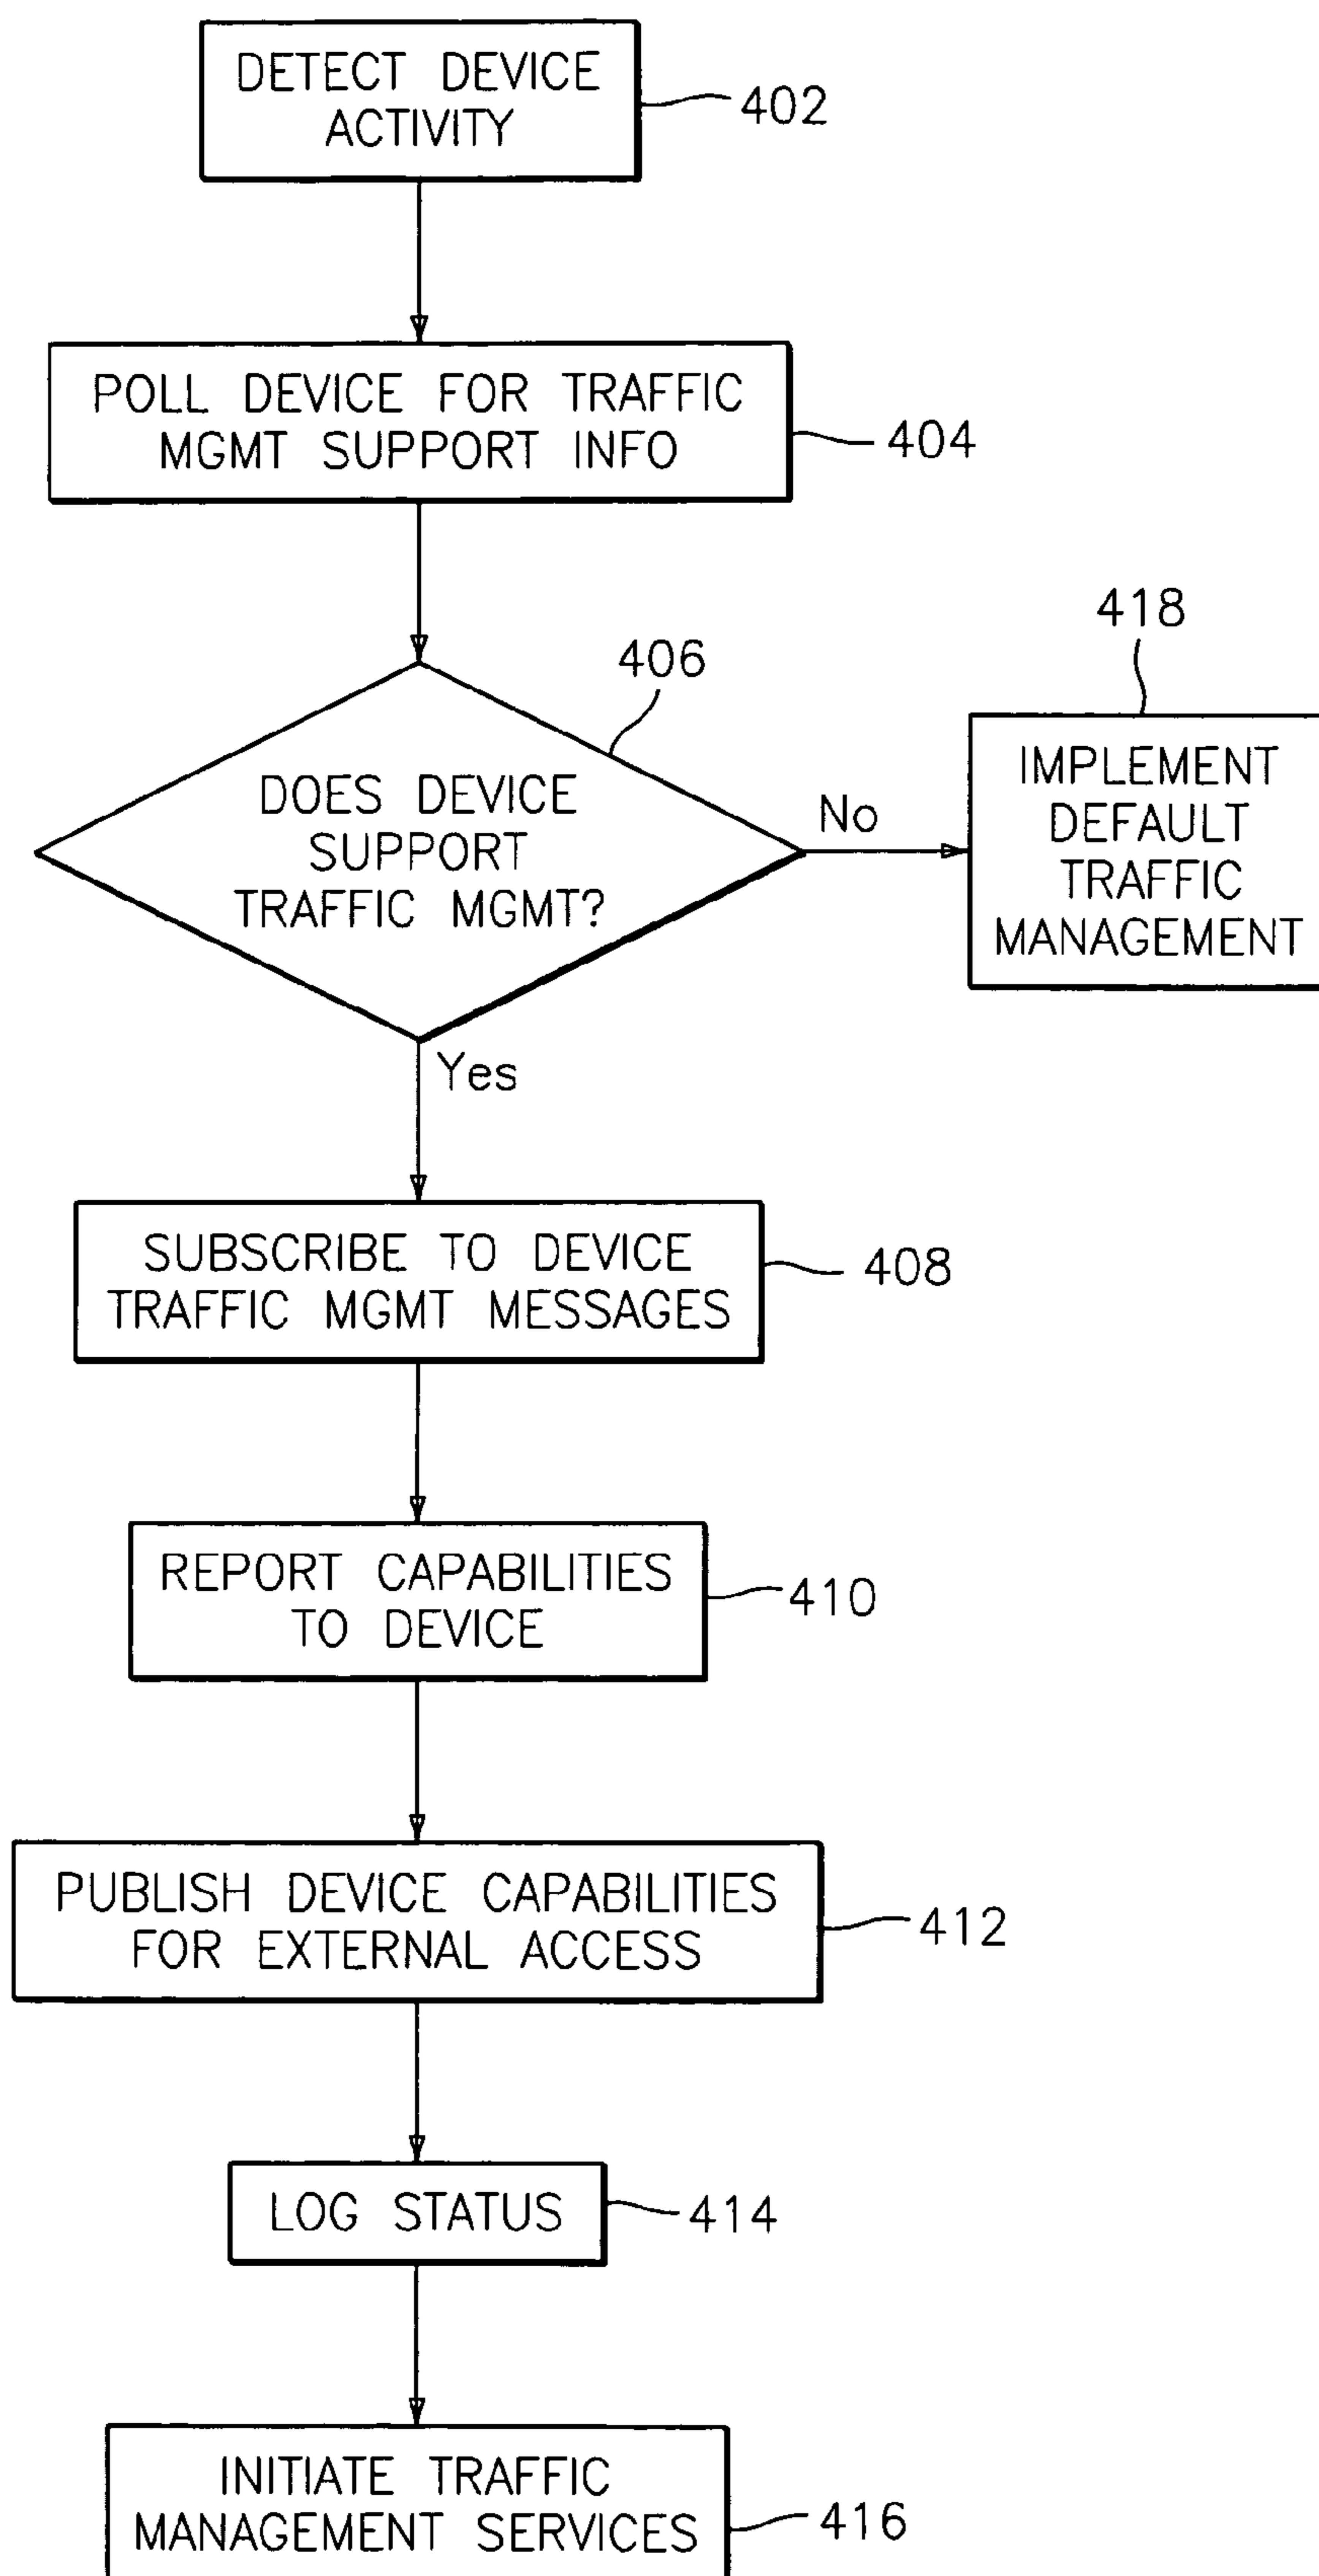 DETECT DEVICE
ACTIVITY
402
POLL DEVICE FOR TRAFFIC
MGMT SUPPORT INFO
404
406
DOES DEVICE
SUPPORT
TRAFFIC MGMT?
No
418
IMPLEMENT
DEFAULT
TRAFFIC
MANAGEMENT
Yes
SUBSCRIBE TO DEVICE
TRAFFIC MGMT MESSAGES
408
REPORT CAPABILITIES
TO DEVICE
410
PUBLISH DEVICE CAPABILITIES
FOR EXTERNAL ACCESS
412
LOG STATUS
414
INITIATE TRAFFIC
MANAGEMENT SERVICES
416